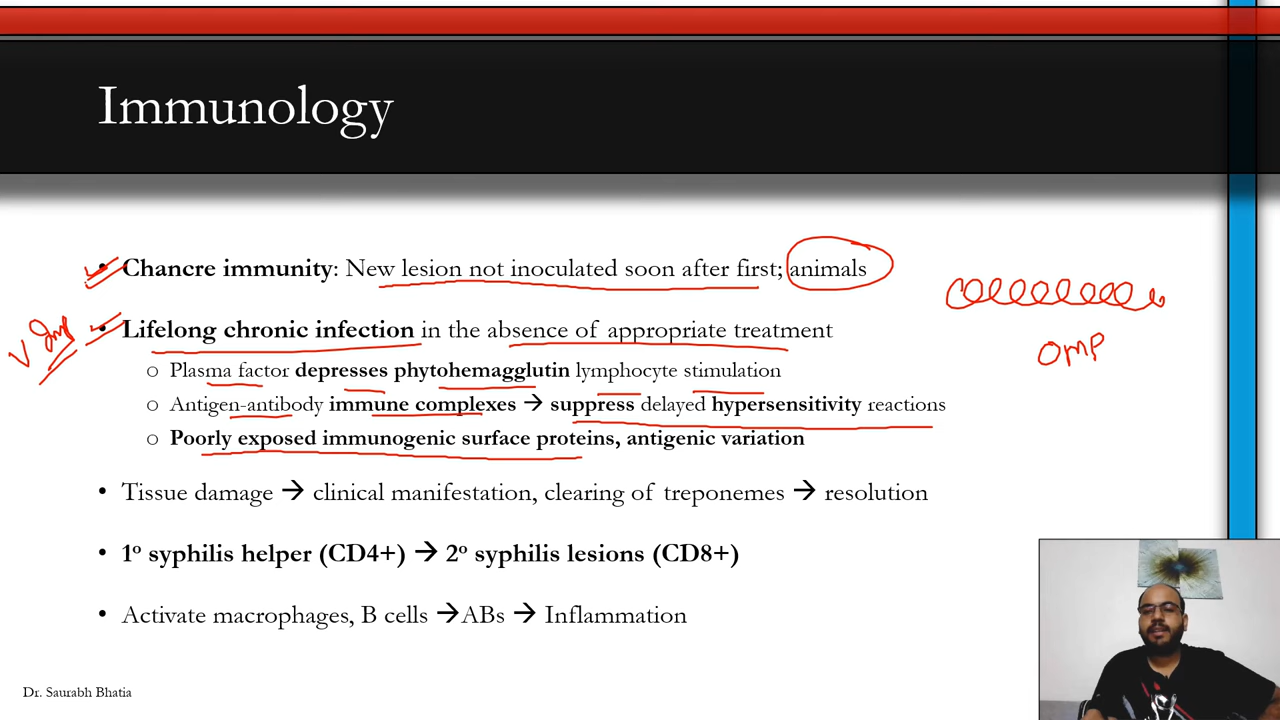 Immunology
• Chancre immunity: New lesion not inoculated soon after first; animals
V Imp
• Lifelong chronic infection in the absence of appropriate treatment
OMP
○ Plasma factor depresses phytohemagglutin lymphocyte stimulation
○ Antigen-antibody immune complexes → suppress delayed hypersensitivity reactions
○ Poorly exposed immunogenic surface proteins, antigenic variation
• Tissue damage → clinical manifestation, clearing of treponemes → resolution
• 1º syphilis helper (CD4+) → 2º syphilis lesions (CD8+)
• Activate macrophages, B cells →ABs → Inflammation
Dr. Saurabh Bhatia